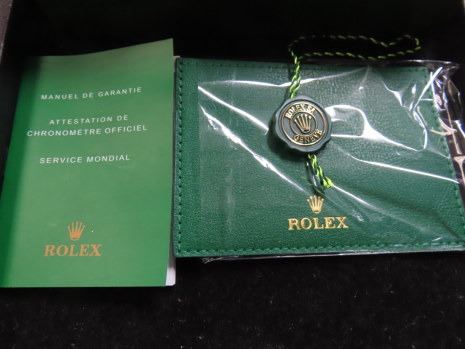 MANUEL DE GARANTIE
ATTESTATION DE
CHRONOMÈTRE OFFICIEL
SERVICE MONDIAL
ROLEX
ROLEX